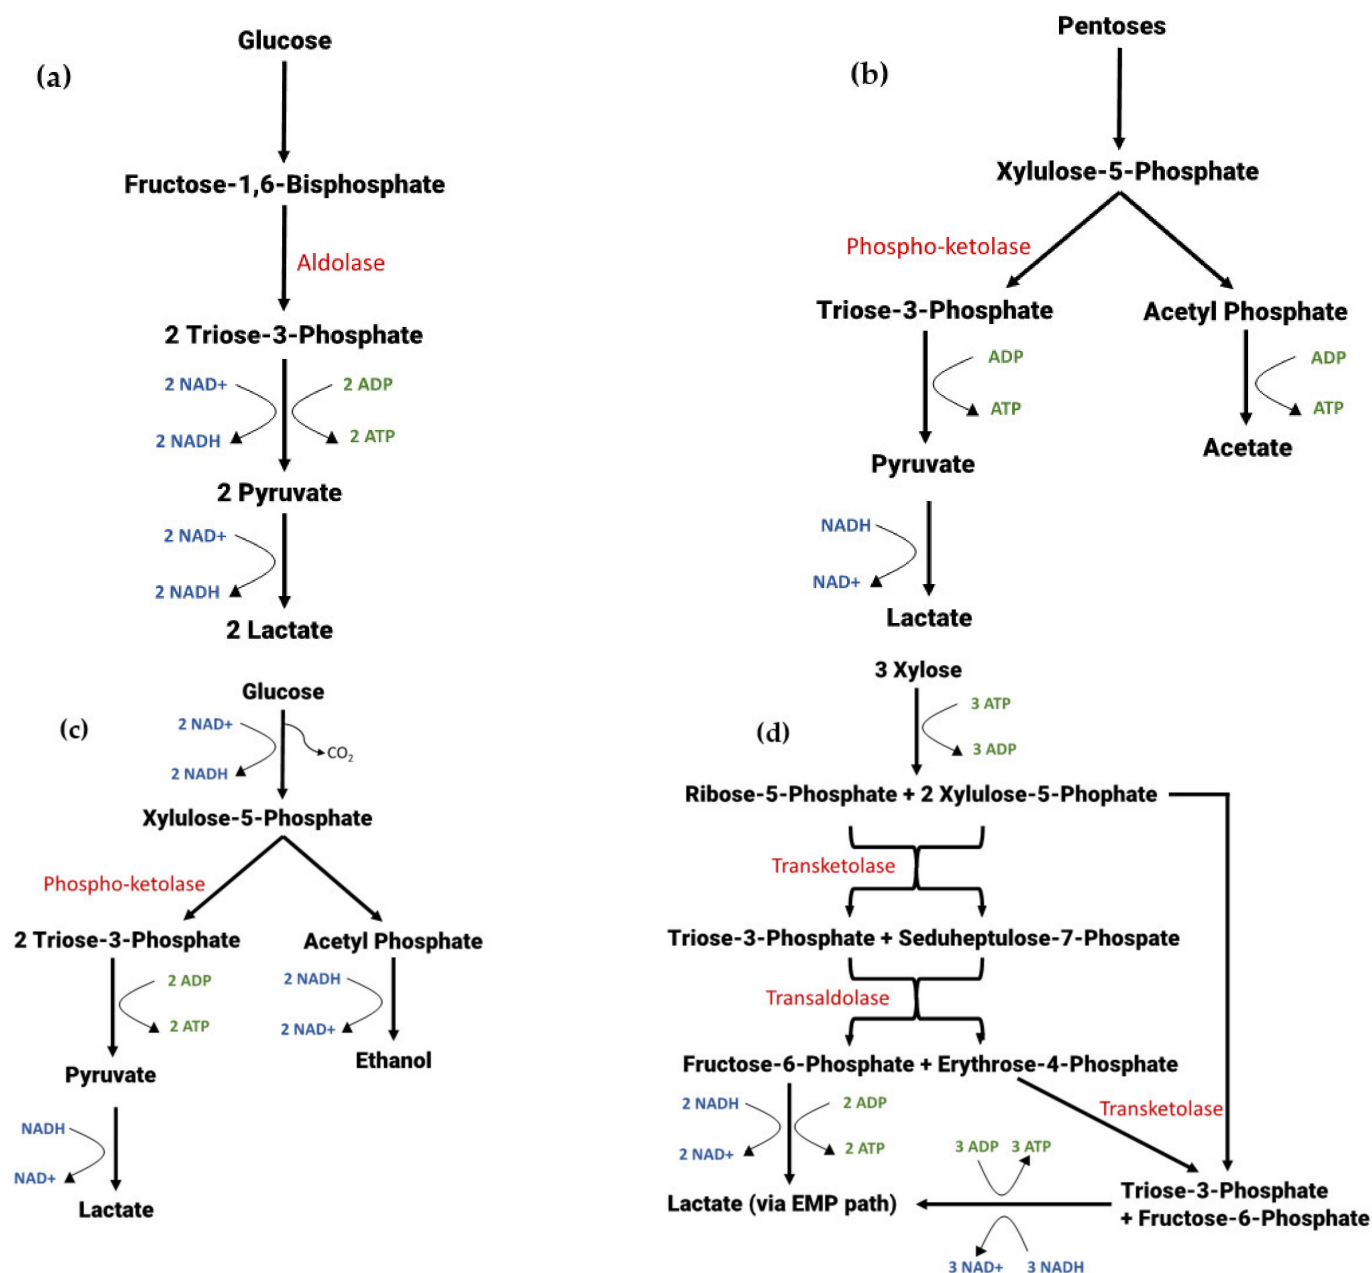 (a)
Glucose
Fructose-1,6-Bisphosphate
Aldolase
2 Triose-3-Phosphate
2 NAD+
2 ADP
2 NADH
2 ATP
2 Pyruvate
2 NAD+
2 NADH
2 Lactate
(b)
Pentoses
Xylulose-5-Phosphate
Phospho-ketolase
Triose-3-Phosphate
Acetyl Phosphate
ADP
ATP
ADP
ATP
Pyruvate
Acetate
NADH
NAD+
Lactate
(c)
Glucose
2 NAD+
CO2
2 NADH
Xylulose-5-Phosphate
Phospho-ketolase
2 Triose-3-Phosphate
Acetyl Phosphate
2 ADP
2 ATP
2 NADH
2 NAD+
Pyruvate
Ethanol
NADH
NAD+
Lactate
(d)
3 Xylose
3 ATP
3 ADP
Ribose-5-Phosphate + 2 Xylulose-5-Phophate
Transketolase
Triose-3-Phosphate + Seduheptulose-7-Phospate
Transaldolase
Fructose-6-Phosphate + Erythrose-4-Phosphate
2 NADH
2 ADP
2 NAD+
2 ATP
Transketolase
3 ADP 3 ATP
Lactate (via EMP path)
Triose-3-Phosphate
+ Fructose-6-Phosphate
3 NAD+ 3 NADH